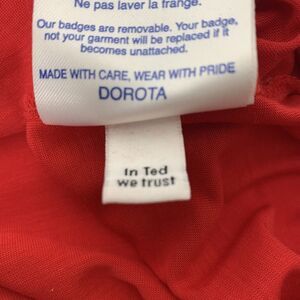 Ne pas laver la frange.
Our badges are removable. Your badge,
not your garment will be replaced if it
becomes unattached.
MADE WITH CARE, WEAR WITH PRIDE
DOROTA
In Ted
we trust